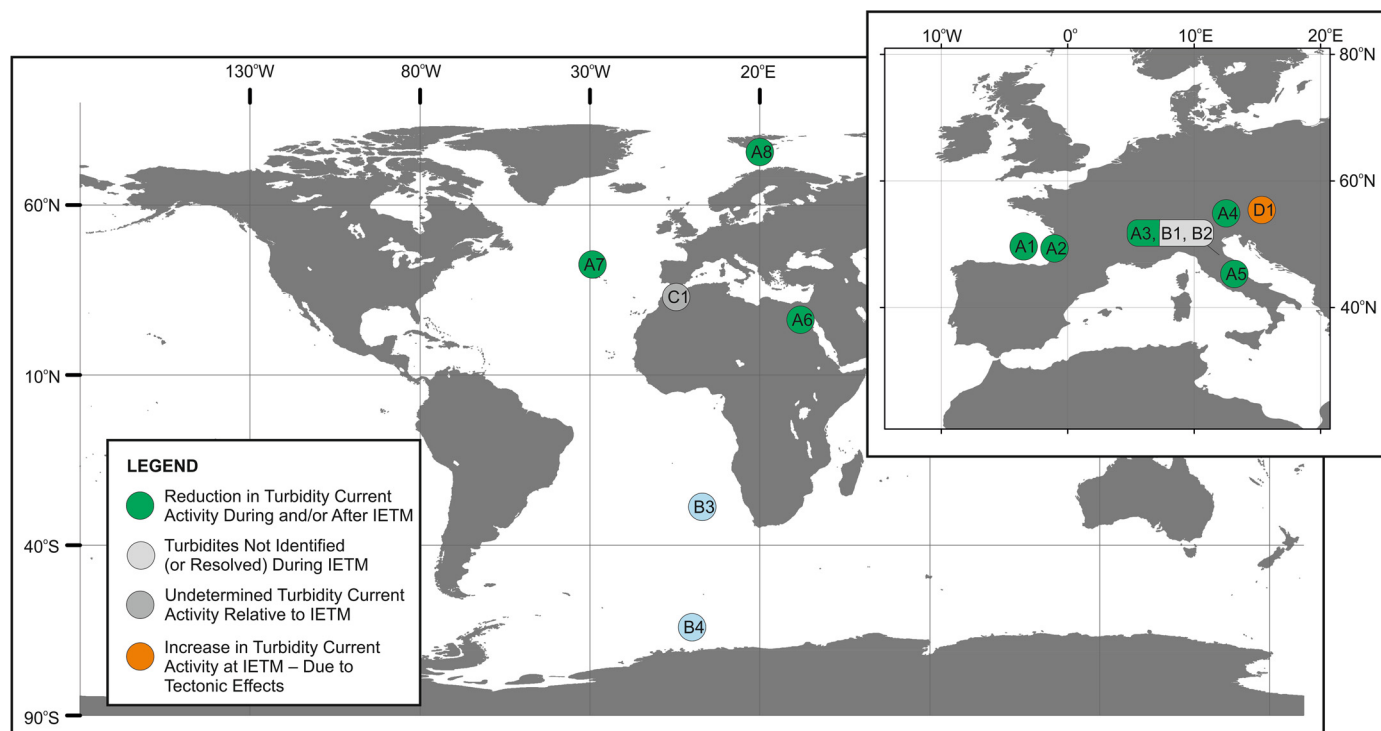 10°W 0° 10°E 20°E
130°W 80°W 30°W 20°E
80°N
A8
60°N
60°N
A4 D1
A3, B1, B2
A1 A2
A7
A5
C1
A6
40°N
10°N
LEGEND
Reduction in Turbidity Current
Activity During and/or After IETM
B3
Turbidites Not Identified
(or Resolved) During IETM
40°S
Undetermined Turbidity Current
Activity Relative to IETM
B4
Increase in Turbidity Current
Activity at IETM – Due to
Tectonic Effects
90°S